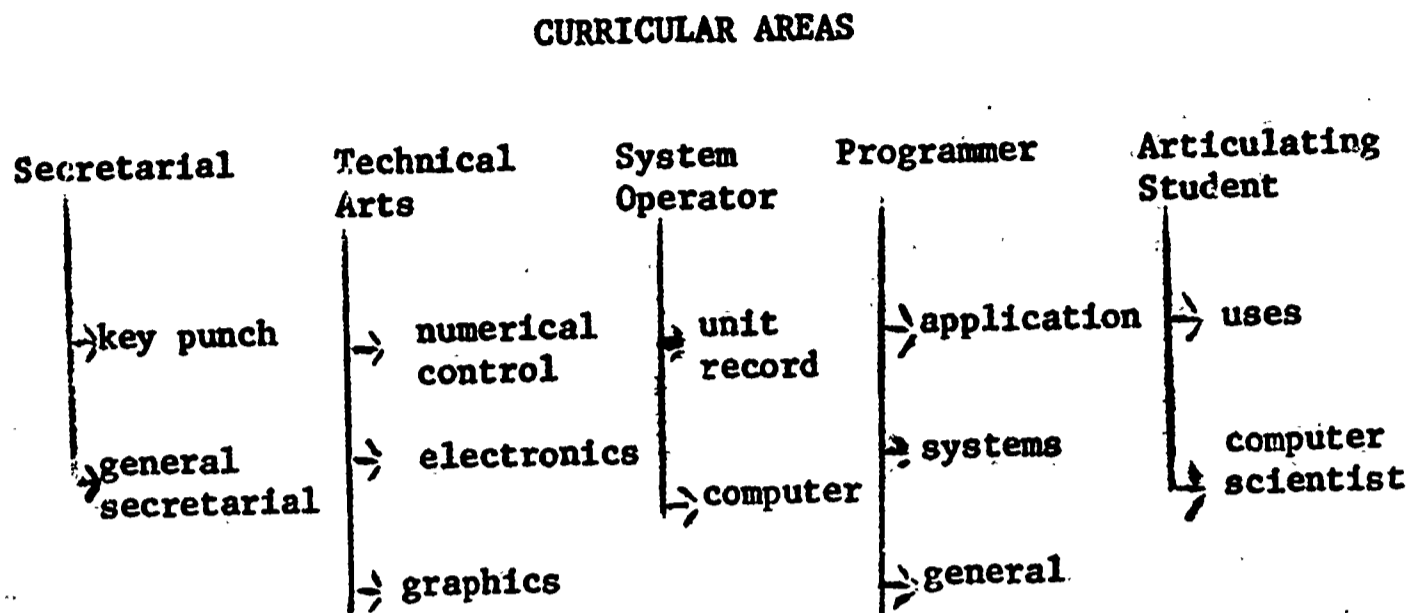 CURRICULAR AREAS
Secretarial
key punch
general
secretarial
Technical
Arts
numerical
control
electronics
graphics
System
Operator
unit
record
computer
Programmer
application
systems
general
Articulating
Student
uses
computer
scientist